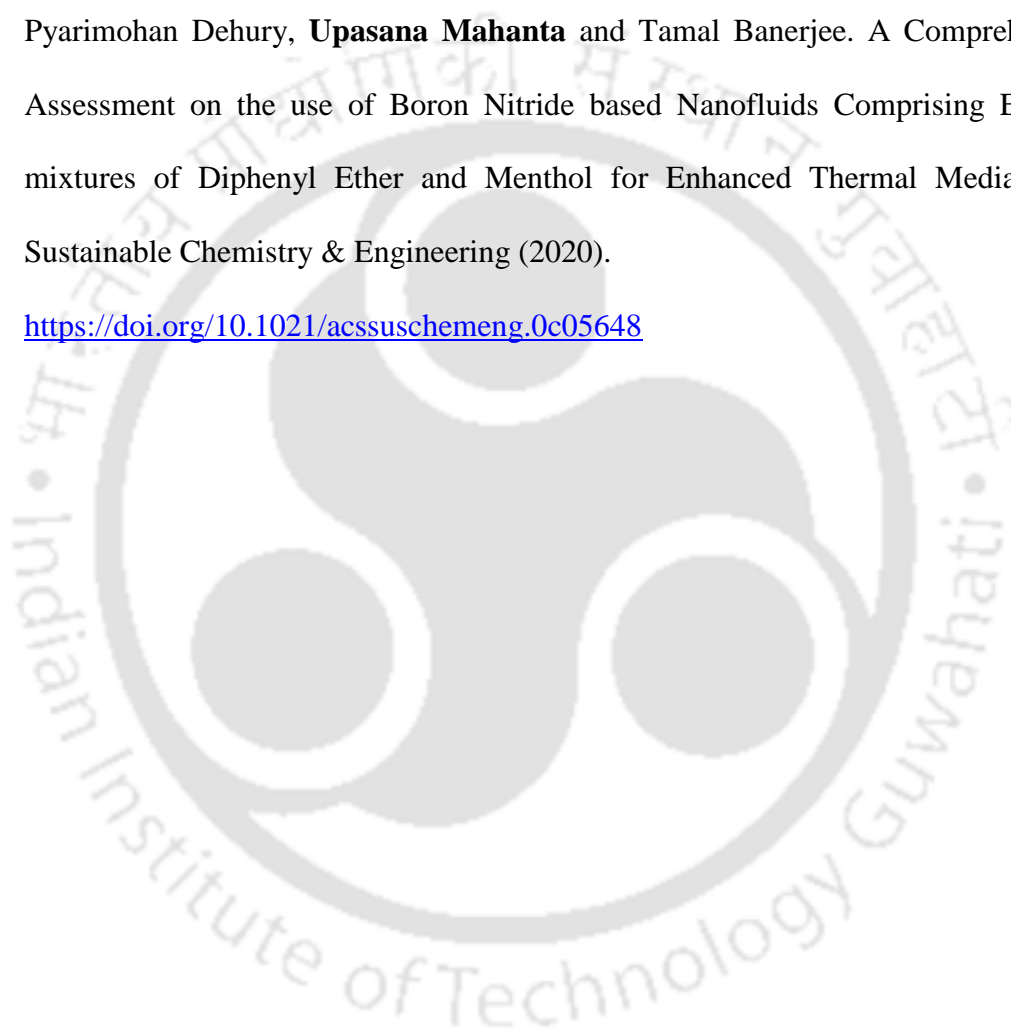 Pyarimohan Dehury, Upasana Mahanta and Tamal Banerjee. A
Assessment on the use of Boron Nitride based Nanofluids Comprising
mixtures of Diphenyl Ether and Menthol for Enhanced Thermal
Sustainable Chemistry & Engineering (2020).
https://doi.org/10.1021/acssuschemeng.0c05648
Indian Institute of Technology Guwahati